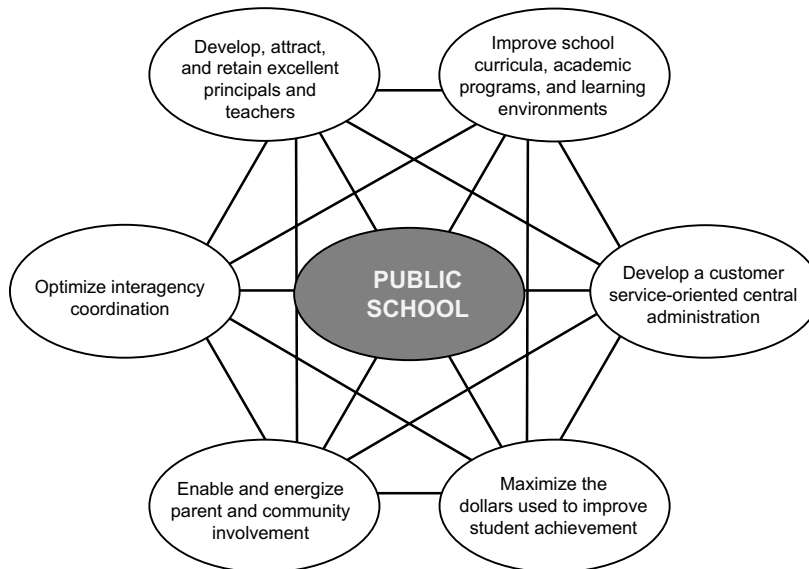 Develop, attract,
and retain excellent
principals and
teachers
Improve school
curricula, academic
programs, and learning
environments
Optimize interagency
coordination
PUBLIC
SCHOOL
Develop a customer
service-oriented central
administration
Enable and energize
parent and community
involvement
Maximize the
dollars used to improve
student achievement